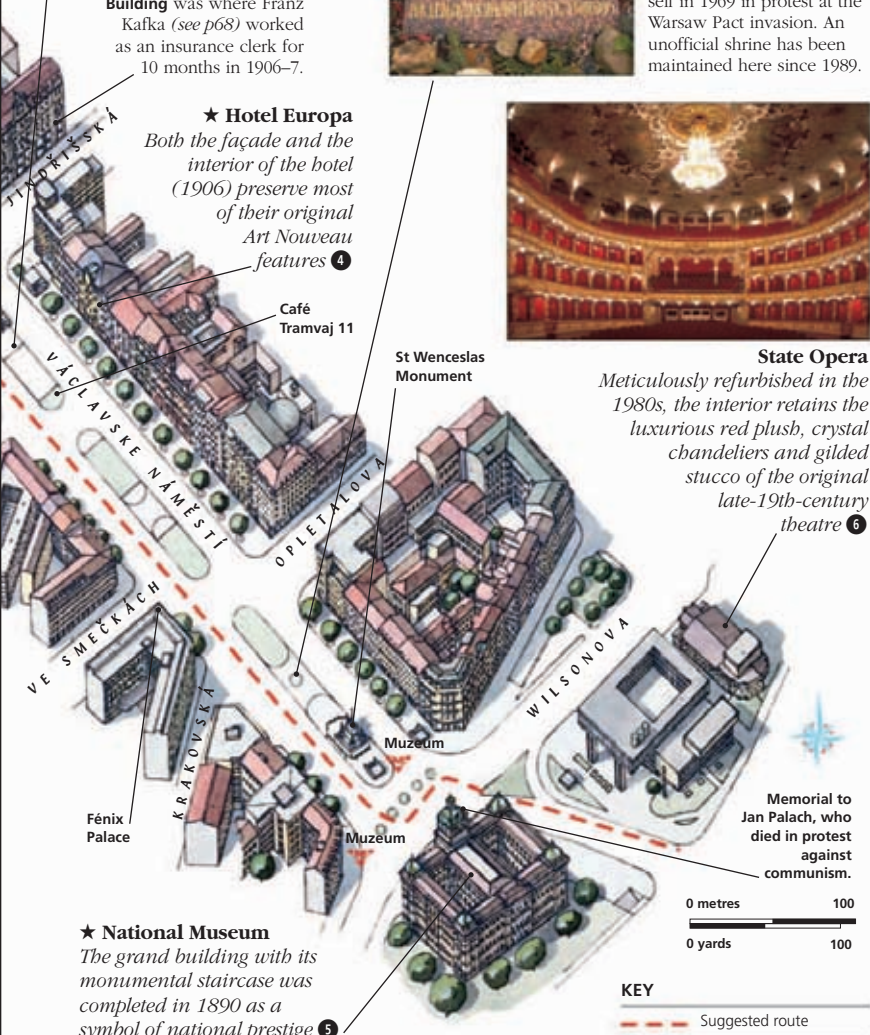 Building was where Franz
Kafka (see p68) worked
as an insurance clerk for
10 months in 1906–7.
self in 1969 in protest at the
Warsaw Pact invasion. An
unofficial shrine has been
maintained here since 1989.
★ Hotel Europa
Both the façade and the
interior of the hotel
(1906) preserve most
of their original
Art Nouveau
features 4
JINDŘIŠSKÁ
Café
Tramvaj 11
St Wenceslas
Monument
State Opera
Meticulously refurbished in the
1980s, the interior retains the
luxurious red plush, crystal
chandeliers and gilded
stucco of the original
late-19th-century
theatre 6
VÁCLAVSKE NÁMĚSTÍ
OPLETALOVA
VE SMEČKÁCH
KRAKOVSKÁ
WILSONOVA
Muzeum
Muzeum
Fénix
Palace
Memorial to
Jan Palach, who
died in protest
against
communism.
0 metres 100
0 yards 100
★ National Museum
The grand building with its
monumental staircase was
completed in 1890 as a
symbol of national prestige 5
KEY
Suggested route